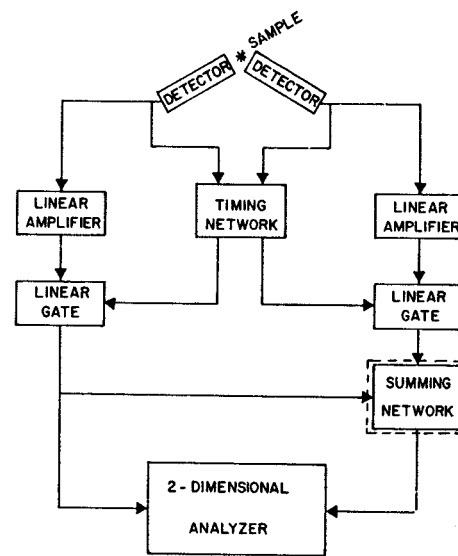 * SAMPLE
DETECTOR
DETECTOR
LINEAR
AMPLIFIER
TIMING
NETWORK
LINEAR
AMPLIFIER
LINEAR
GATE
LINEAR
GATE
SUMMING
NETWORK
2 - DIMENSIONAL
ANALYZER